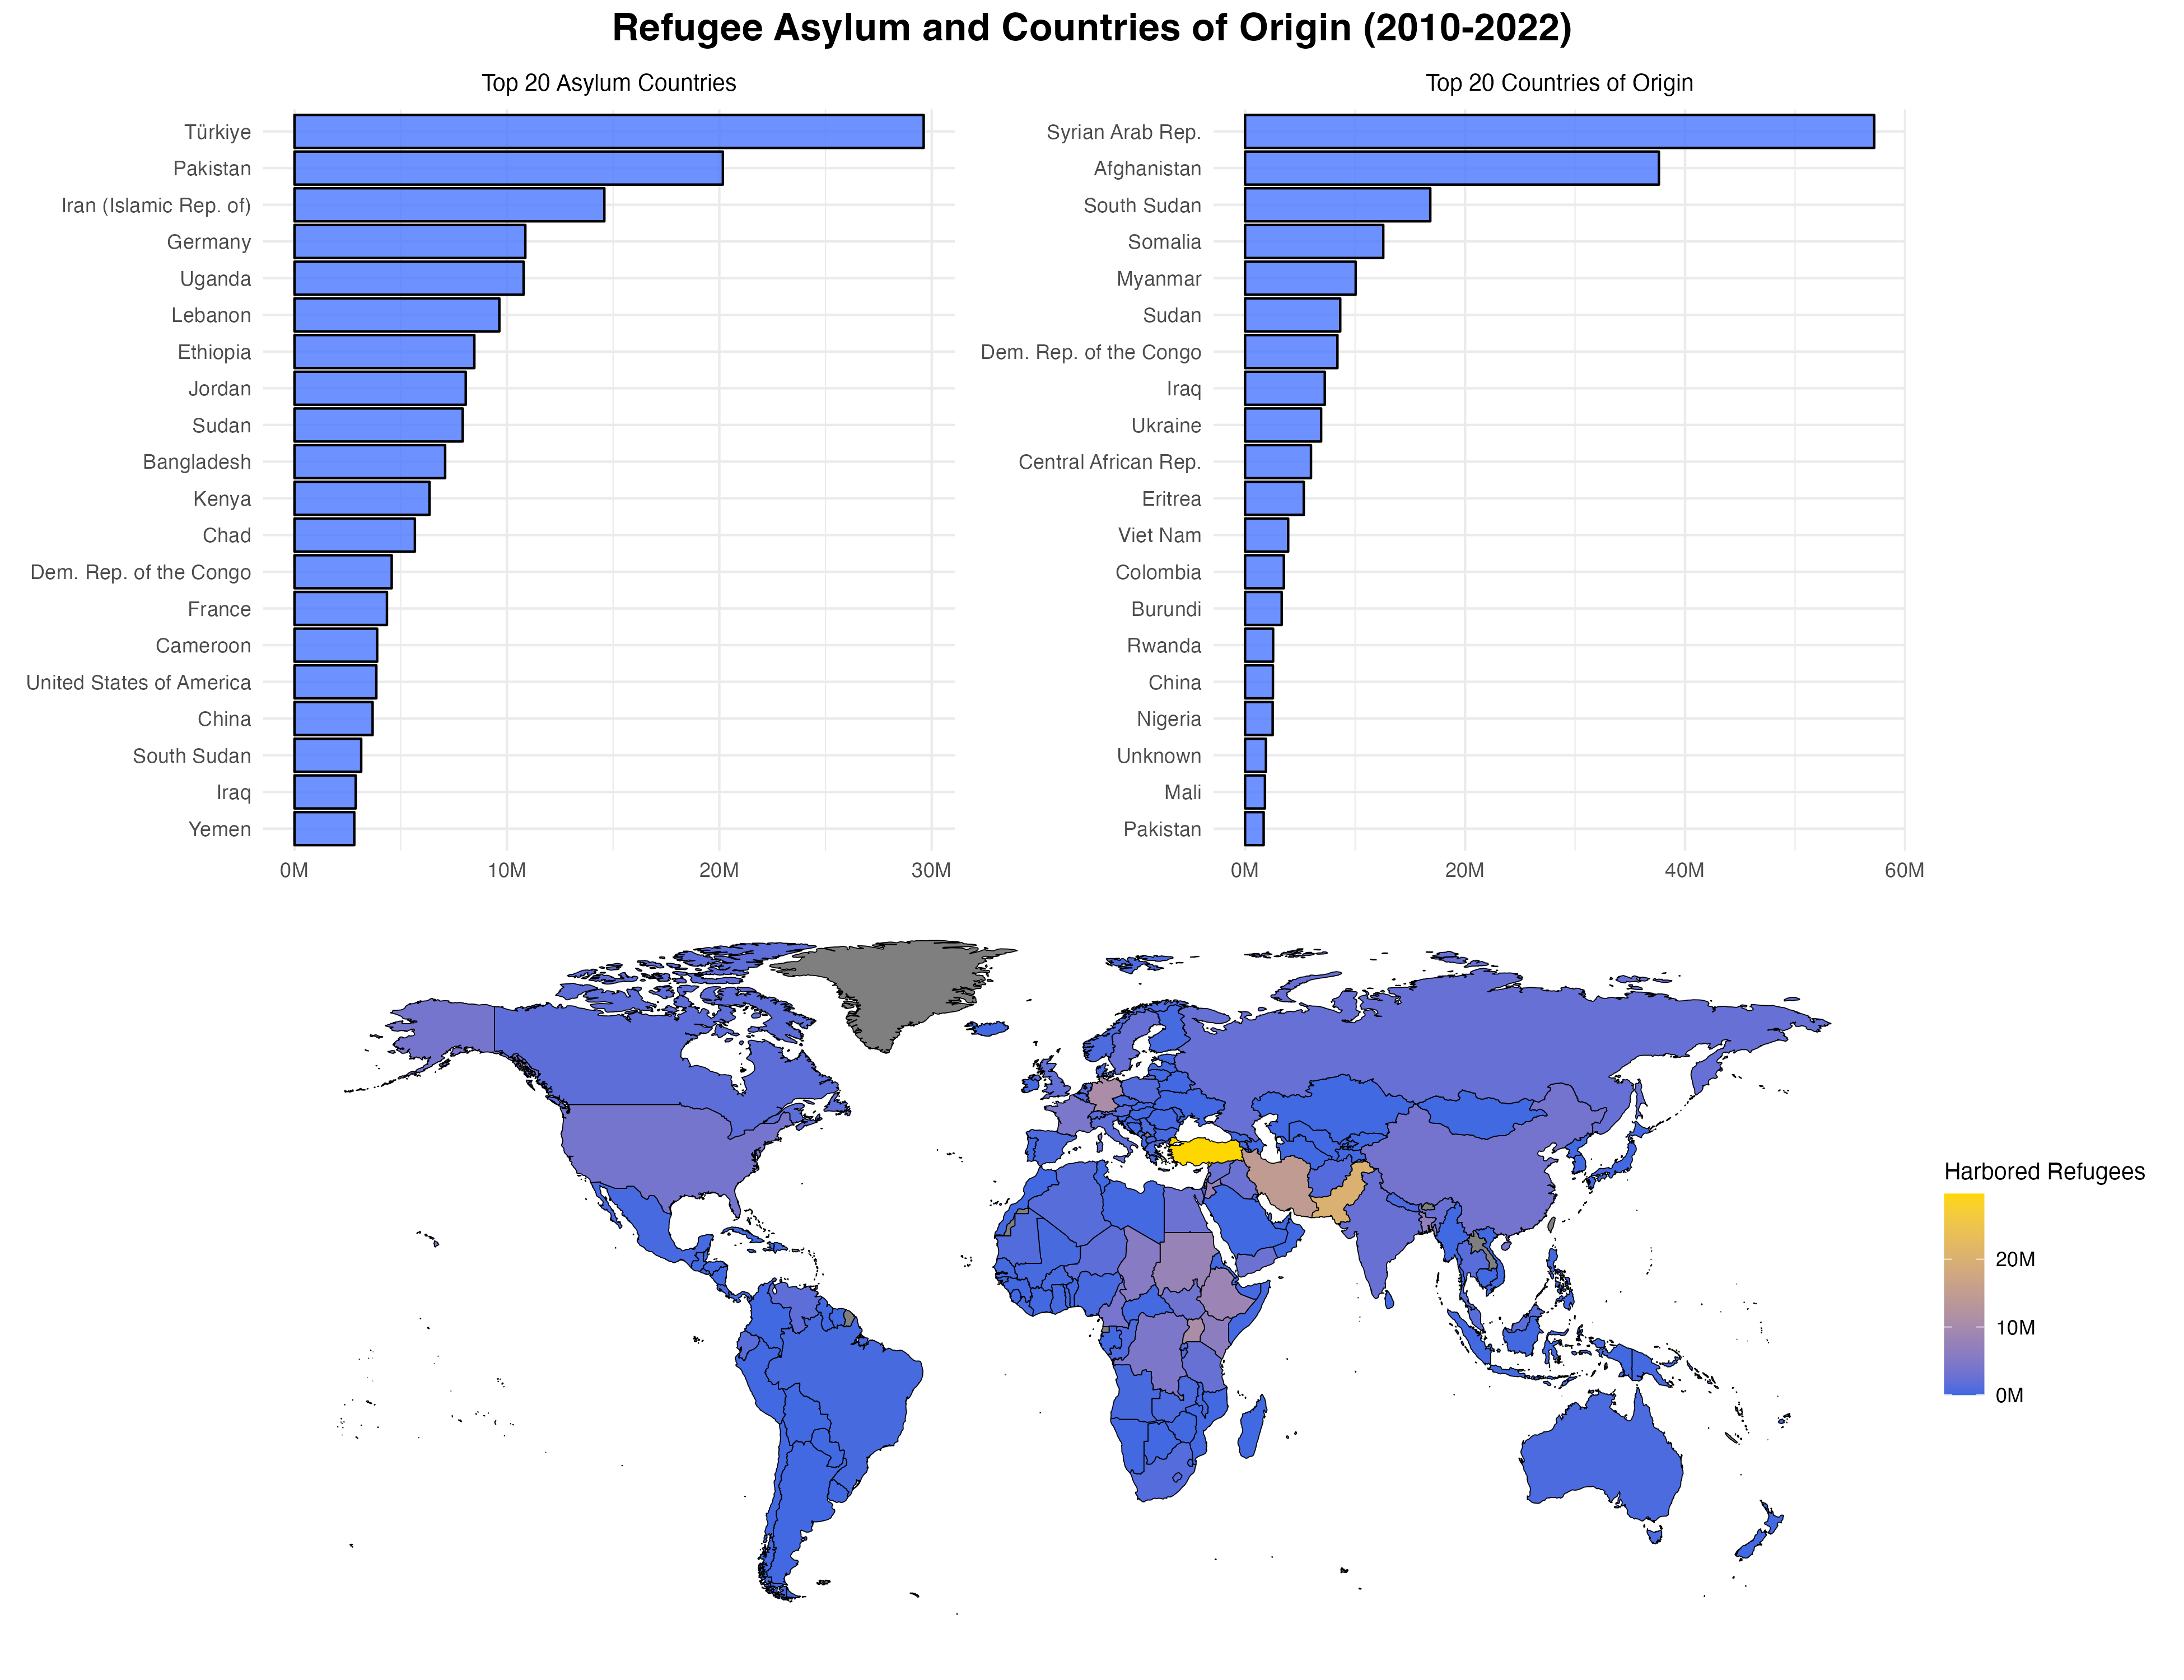 Refugee Asylum and Countries of Origin (2010-2022)
Top 20 Asylum Countries
Türkiye
Pakistan
Iran (Islamic Rep. of)
Germany
Uganda
Lebanon
Ethiopia
Jordan
Sudan
Bangladesh
Kenya
Chad
Dem. Rep. of the Congo
France
Cameroon
United States of America
China
South Sudan
Iraq
Yemen
0M 10M 20M 30M
Top 20 Countries of Origin
Syrian Arab Rep.
Afghanistan
South Sudan
Somalia
Myanmar
Sudan
Dem. Rep. of the Congo
Iraq
Ukraine
Central African Rep.
Eritrea
Viet Nam
Colombia
Burundi
Rwanda
China
Nigeria
Unknown
Mali
Pakistan
0M 20M 40M 60M
Harbored Refugees
20M
10M
0M